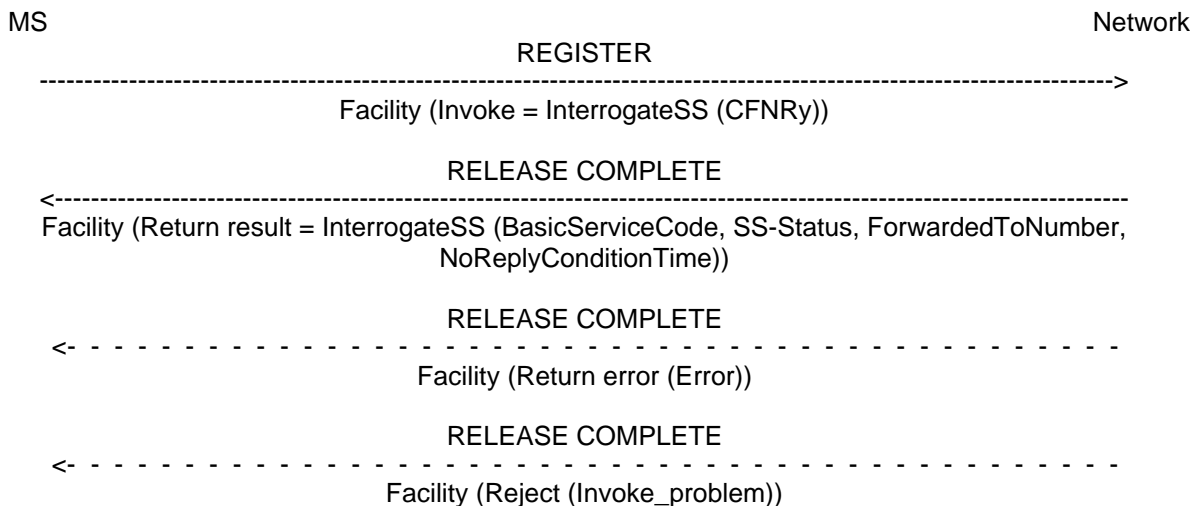 MS Network
REGISTER
------------------------------------------------------------------------------------------------------------------------>
Facility (Invoke = InterrogateSS (CFNRy))
RELEASE COMPLETE
<------------------------------------------------------------------------------------------------------------------------
Facility (Return result = InterrogateSS (BasicServiceCode, SS-Status, ForwardedToNumber,
NoReplyConditionTime))
RELEASE COMPLETE
<- - - - - - - - - - - - - - - - - - - - - - - - - - - - - - - - - - - - - - - - - - - - -
Facility (Return error (Error))
RELEASE COMPLETE
<- - - - - - - - - - - - - - - - - - - - - - - - - - - - - - - - - - - - - - - - - - - - -
Facility (Reject (Invoke_problem))